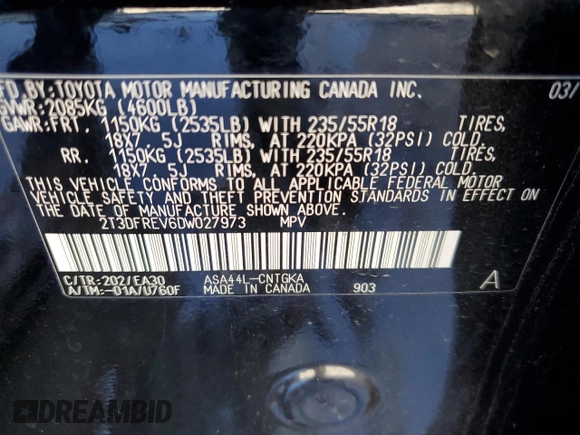 FD BY:TOYOTA MOTOR MANUFACTURING CANADA INC. 03/
GVWR:2085KG (4600LB)
GAWR:FRT. 1150KG (2535LB) WITH 235/55R18 TIRES,
18X7.5J RIMS, AT 220KPA (32PSI) COLD.
RR. 1150KG (2535LB) WITH 235/55R18 TIRES,
18X7.5J RIMS, AT 220KPA (32PSI) COLD.
THIS VEHICLE CONFORMS TO ALL APPLICABLE FEDERAL MOTOR
VEHICLE SAFETY AND THEFT PREVENTION STANDARDS IN EFFECT ON
THE DATE OF MANUFACTURE SHOWN ABOVE.
2T3DFREV6DW027973 MPV
C/TR:202/EA30 ASA44L-CNTGKA
A/TM:-01A/U760F MADE IN CANADA 903 A
DREAMBID